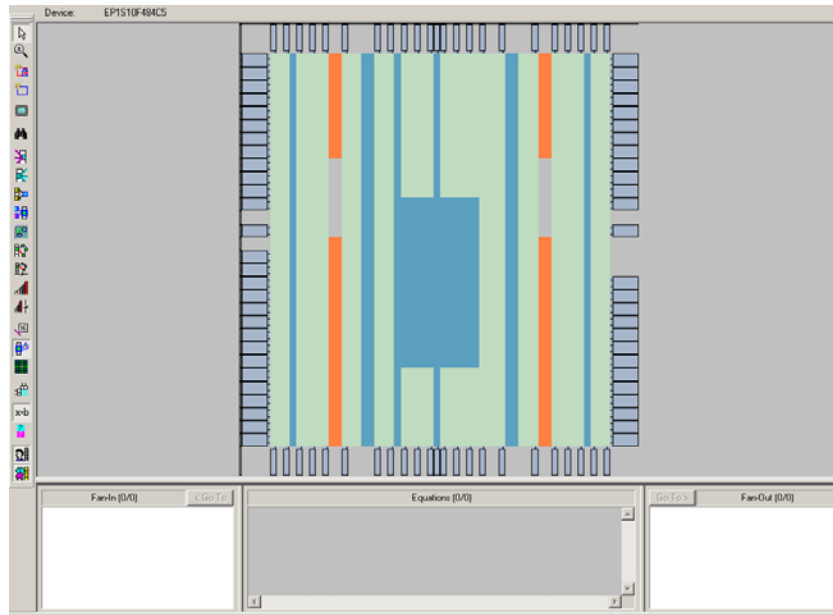 Device: EP1S10F484C5
Fan-In (0/0) < Go To Equations (0/0) Go To > Fan-Out (0/0)